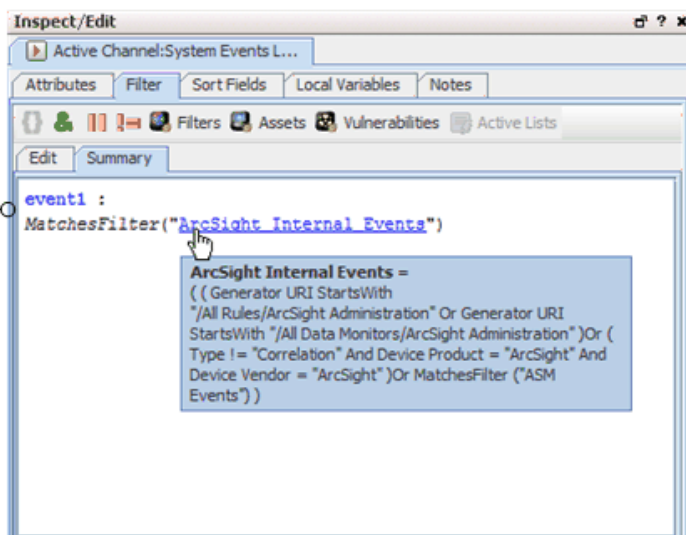 Inspect/Edit
Active Channel:System Events L...
Attributes Filter Sort Fields Local Variables Notes
Filters Assets Vulnerabilities Active Lists
Edit Summary
event1 :
MatchesFilter("ArcSight Internal Events")
ArcSight Internal Events =
( ( Generator URI StartsWith
"/All Rules/ArcSight Administration" Or Generator URI
StartsWith "/All Data Monitors/ArcSight Administration" )Or (
Type != "Correlation" And Device Product = "ArcSight" And
Device Vendor = "ArcSight" )Or MatchesFilter ("ASM
Events") )